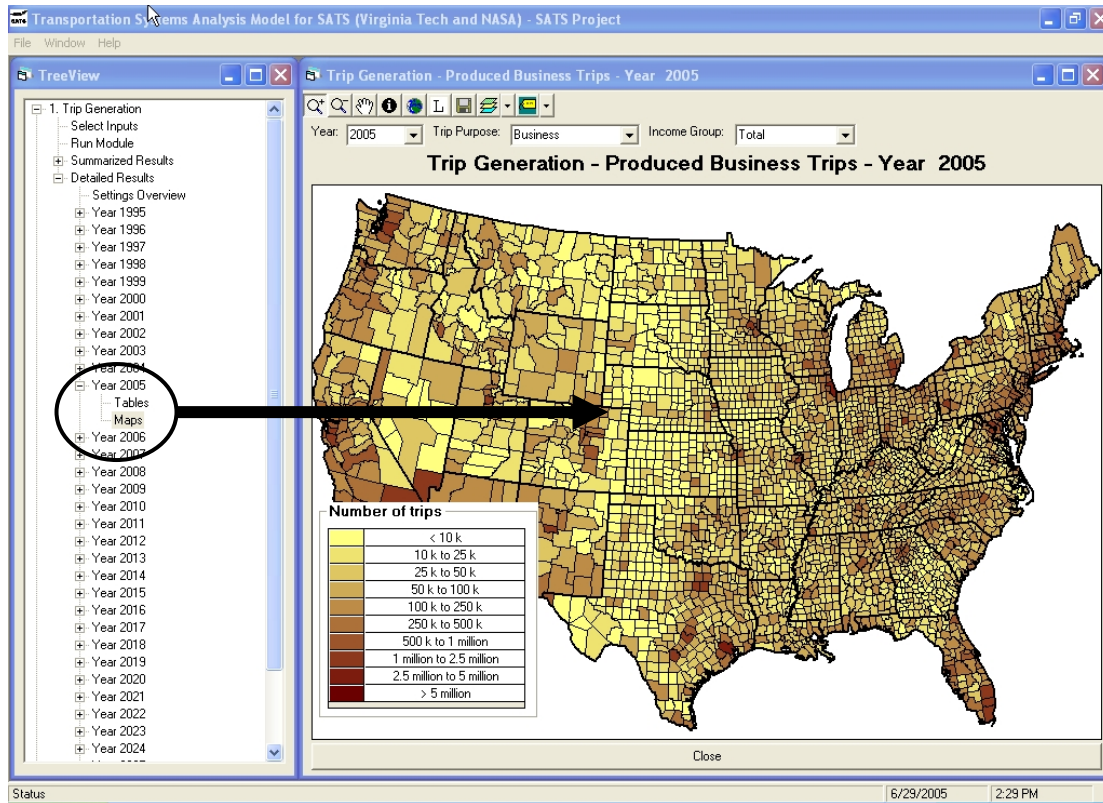 Transportation Systems Analysis Model for SATS (Virginia Tech and NASA) - SATS Project
File Window Help
TreeView
1. Trip Generation
Select Inputs
Run Module
Summarized Results
Detailed Results
Settings Overview
Year 1995
Year 1996
Year 1997
Year 1998
Year 1999
Year 2000
Year 2001
Year 2002
Year 2003
Year 2004
Year 2005
Tables
Maps
Year 2006
Year 2007
Year 2008
Year 2009
Year 2010
Year 2011
Year 2012
Year 2013
Year 2014
Year 2015
Year 2016
Year 2017
Year 2018
Year 2019
Year 2020
Year 2021
Year 2022
Year 2023
Year 2024
Trip Generation - Produced Business Trips - Year 2005
L
Year: 2005 Trip Purpose: Business Income Group: Total
Trip Generation - Produced Business Trips - Year 2005
Number of trips
< 10 k
10 k to 25 k
25 k to 50 k
50 k to 100 k
100 k to 250 k
250 k to 500 k
500 k to 1 million
1 million to 2.5 million
2.5 million to 5 million
> 5 million
Close
Status 6/29/2005 2:29 PM